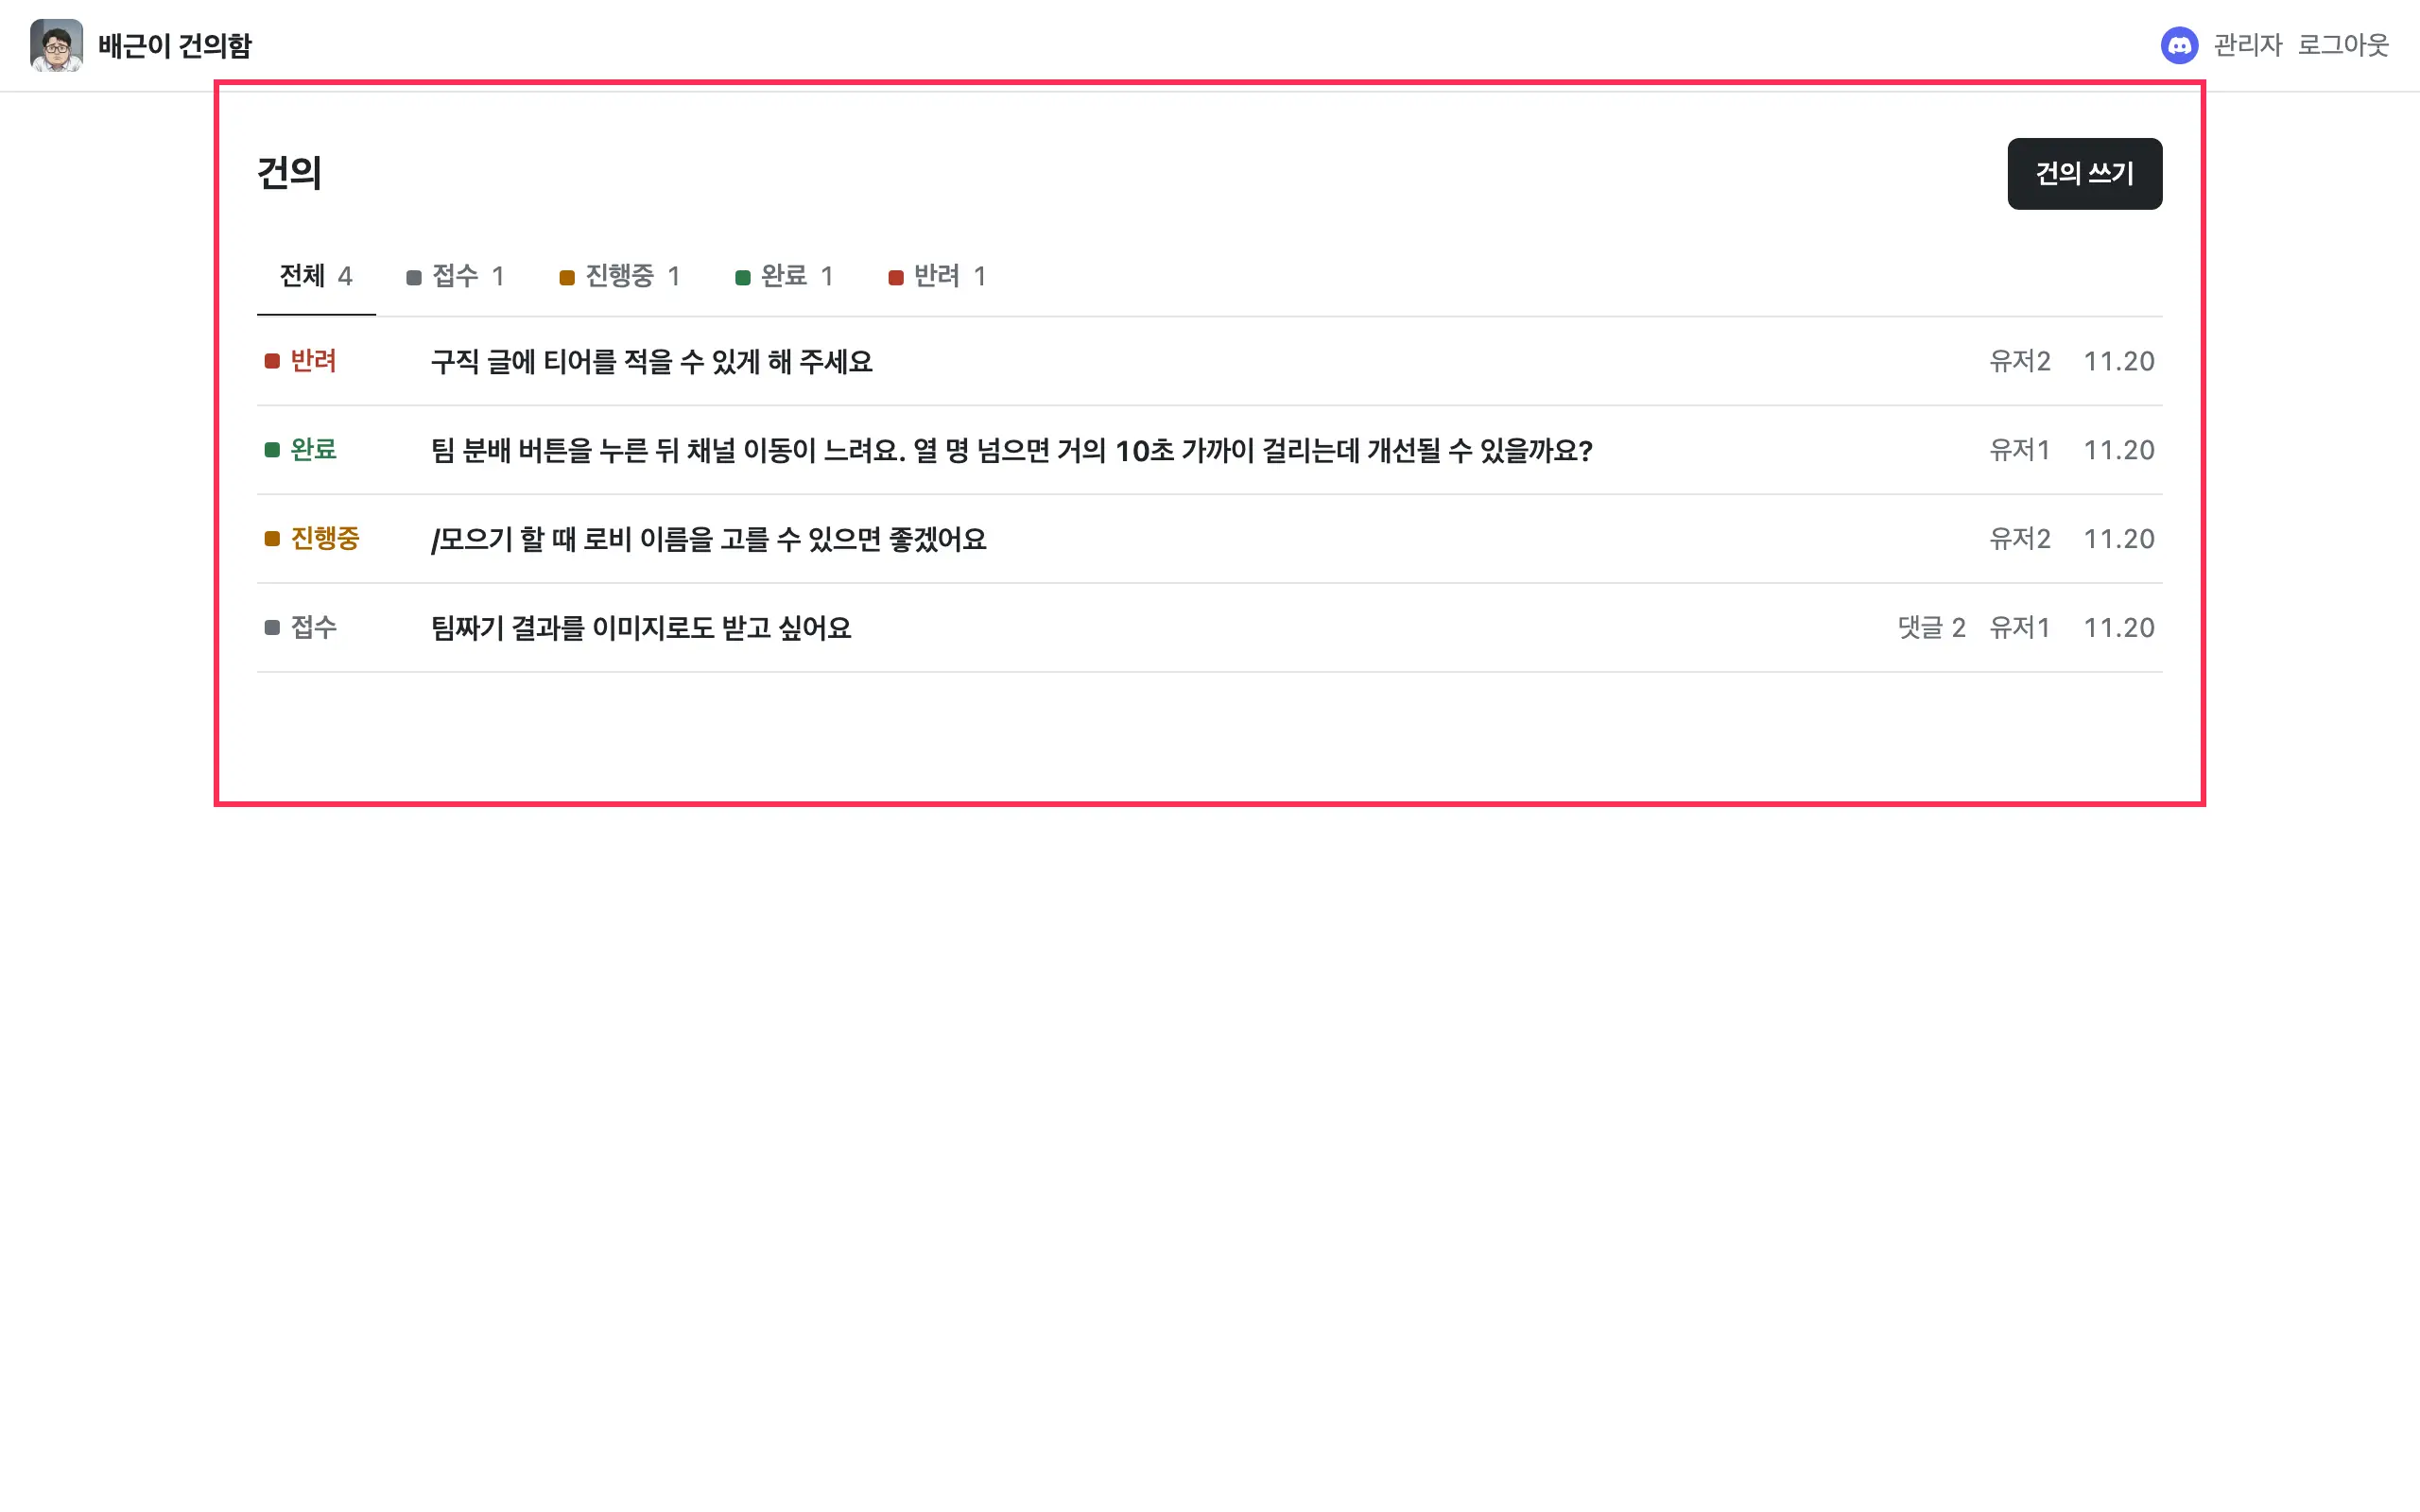 배근이 건의함
관리자 로그아웃
건의
건의 쓰기
전체 4 접수 1 진행중 1 완료 1 반려 1
반려 구직 글에 티어를 적을 수 있게 해 주세요 유저2 11.20
완료 팀 분배 버튼을 누른 뒤 채널 이동이 느려요. 열 명 넘으면 거의 10초 가까이 걸리는데 개선될 수 있을까요? 유저1 11.20
진행중 /모으기 할 때 로비 이름을 고를 수 있으면 좋겠어요 유저2 11.20
접수 팀짜기 결과를 이미지로도 받고 싶어요 댓글 2 유저1 11.20